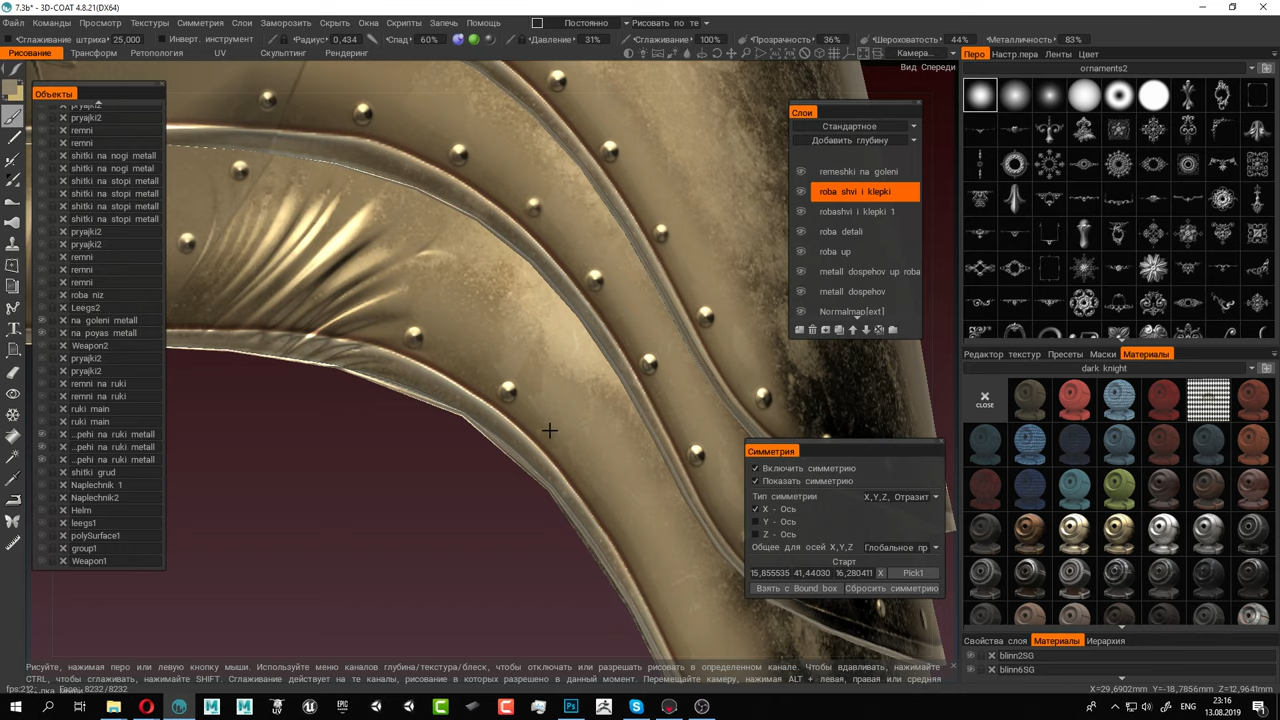 7.3b* - 3D-COAT 4.8.21(DX64)
Файл Команды Просмотр Текстуры Симметрия Слои Заморозить Скрыть Окна Скрипты Запечь Помощь Постоянно Рисовать по те
Сглаживание штриха: 25,000 Инверт. инструмент Радиус: 0,434 Спад: 60% Давление: 31% Сглаживание: 100% Прозрачность: 36% Шероховатость: 44% Металличность: 83%
Рисование Трансформ Ретопология UV Скульптинг Рендеринг Камера...
Вид Спереди
Объекты
pryajki2
pryajki2
remni
remni
shitki na nogi metall
shitki na nogi metal
shitki na stopi metall
shitki na stopi metall
shitki na stopi metall
shitki na stopi metall
pryajki2
pryajki2
remni
remni
remni
roba niz
Leegs2
na goleni metall
na poyas metall
Weapon2
pryajki2
pryajki2
remni na ruki
remni na ruki
ruki main
ruki main
...pehi na ruki metall
...pehi na ruki metall
...pehi na ruki metall
shitki grud
Naplechnik 1
Naplechnik2
Helm
leegs1
polySurface1
group1
Weapon1
Слои
Стандартное
Добавить глубину
remeshki na goleni
roba shvi i klepki
robashvi i klepki 1
roba detali
roba up
metall dospehov up roba
metall dospehov
Normalmap[ext]
Симметрия
Включить симметрию
Показать симметрию
Тип симметрии X,Y,Z, Отразит
X - Ось
Y - Ось
Z - Ось
Общее для осей X,Y,Z Глобальное пр
Старт
15,855535 41,44030 16,280411 X Pick1
Взять с Bound box Сбросить симметрию
Перо Настр.пера Ленты Цвет
ornaments2
Редактор текстур Пресеты Маски Материалы
dark knight
CLOSE
Свойства слоя Материалы Иерархия
blinn2SG
blinn6SG
Рисуйте, нажимая перо или левую кнопку мыши. Используйте меню каналов глубина/текстура/блеск, чтобы отключать или разрешать рисовать в определенном канале. Чтобы вдавливать, нажимайте
CTRL, чтобы сглаживать, нажимайте SHIFT. Сглаживание действует на те каналы, рисование в которых разрешено в данный момент. Перемещайте камеру, нажимая ALT + левая, правая или средняя
X=29,6902mm Y=-18,7856mm Z=12,9641mm
ENG
23:16
13.08.2019